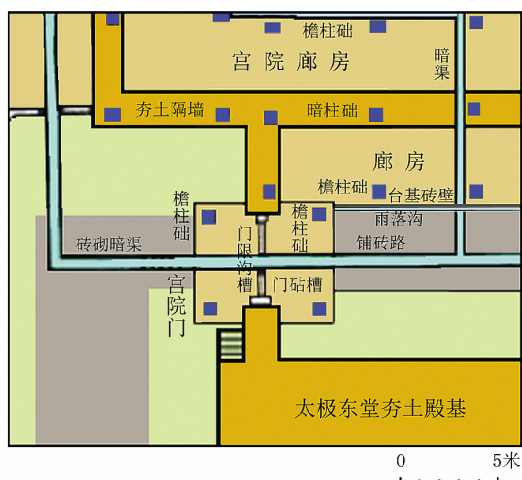 檐柱础
宫院廊房
暗渠
夯土隔墙
暗柱础
廊房
檐柱础
台基砖壁
檐柱础
檐柱础
雨落沟
铺砖路
砖砌暗渠
门限沟槽
门砧槽
宫院门
太极东堂夯土殿基
0 5米